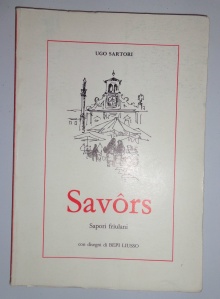 UGO SARTORI
Savôrs
Sapori friulani
con disegni di BEPI LIUSSO